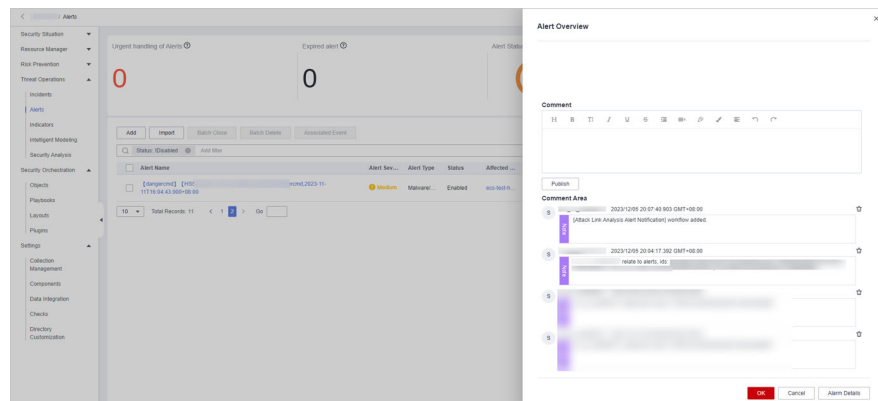 / Alerts
Security Situation
Resource Manager
Risk Prevention
Threat Operations
Incidents
Alerts
Indicators
Intelligent Modeling
Security Analysis
Security Orchestration
Objects
Playbooks
Layouts
Plugins
Settings
Collection
Management
Components
Data Integration
Checks
Directory
Customization
Urgent handling of Alerts
Expired alert
Alert Statu
0
0
Add Import Batch Close Batch Delete Associated Event
Status: !Disabled Add filter
Alert Name Alert Sev... Alert Type Status Affected ...
[dangercmd] [HSS rcmd,2023-11-
11T16:04:43.000+08:00 Medium Malware/... Enabled ecs-test-h...
10 Total Records: 11 < 1 2 > Go
Alert Overview
Comment
H B T I U S
Publish
Comment Area
S 2023/12/05 20:07:40.903 GMT+08:00
[Attack Link Analysis Alert Notification] workflow added.
S 2023/12/05 20:04:17.392 GMT+08:00
relate to alerts, ids:
S
S
OK Cancel Alarm Details